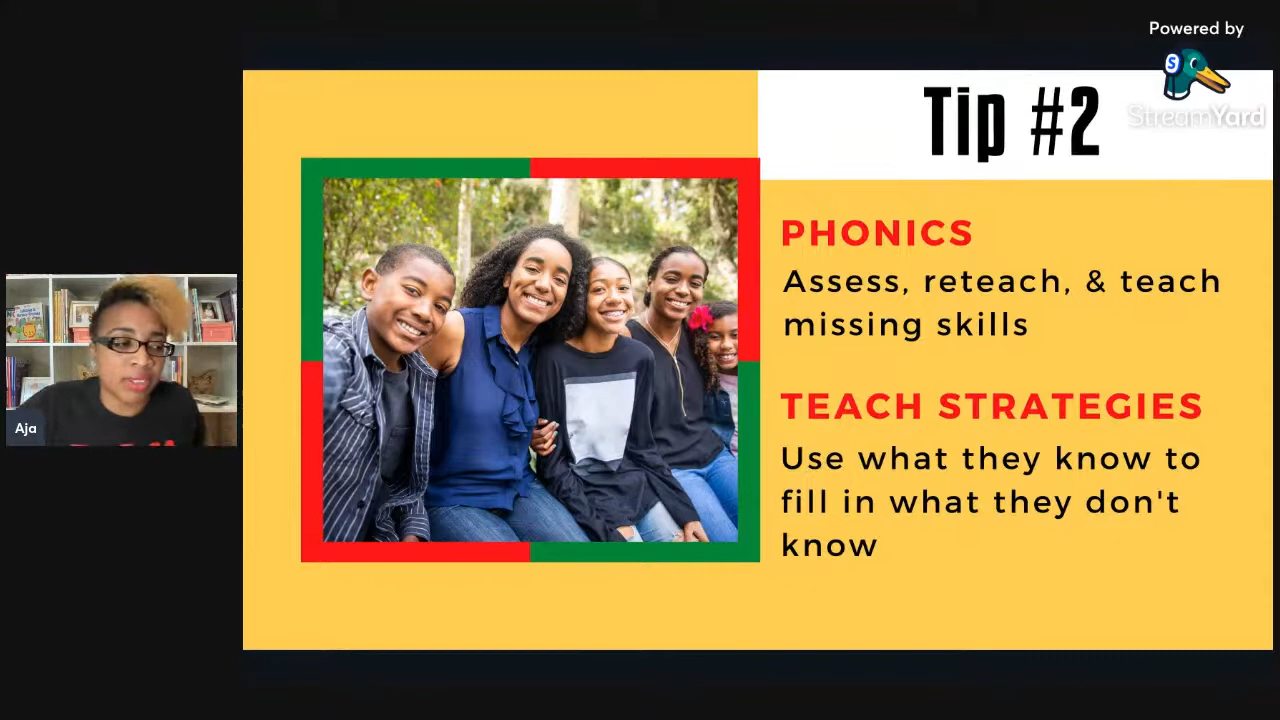 Powered by
StreamYard
Tip #2
PHONICS
Assess, reteach, & teach
missing skills
TEACH STRATEGIES
Use what they know to
fill in what they don't
know
Aja